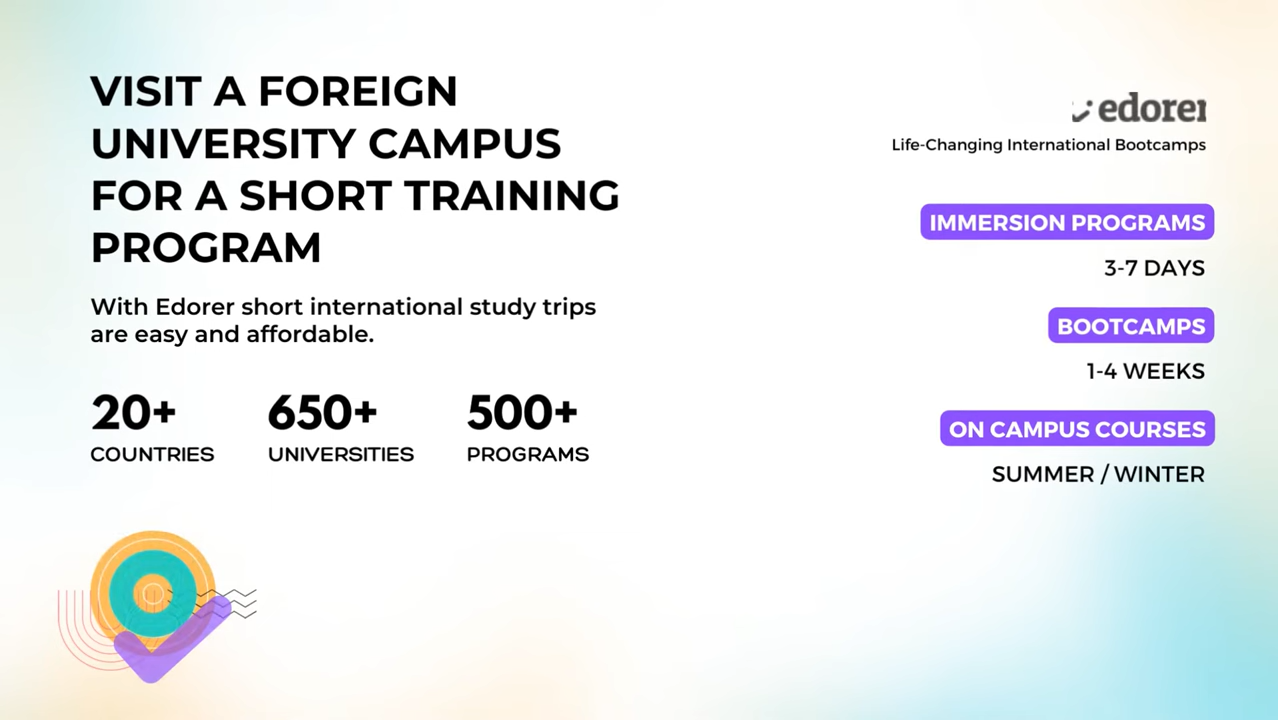 VISIT A FOREIGN
UNIVERSITY CAMPUS
FOR A SHORT TRAINING
PROGRAM
With Edorer short international study trips
are easy and affordable.
20+
COUNTRIES
650+
UNIVERSITIES
500+
PROGRAMS
edorer
Life-Changing International Bootcamps
IMMERSION PROGRAMS
3-7 DAYS
BOOTCAMPS
1-4 WEEKS
ON CAMPUS COURSES
SUMMER / WINTER